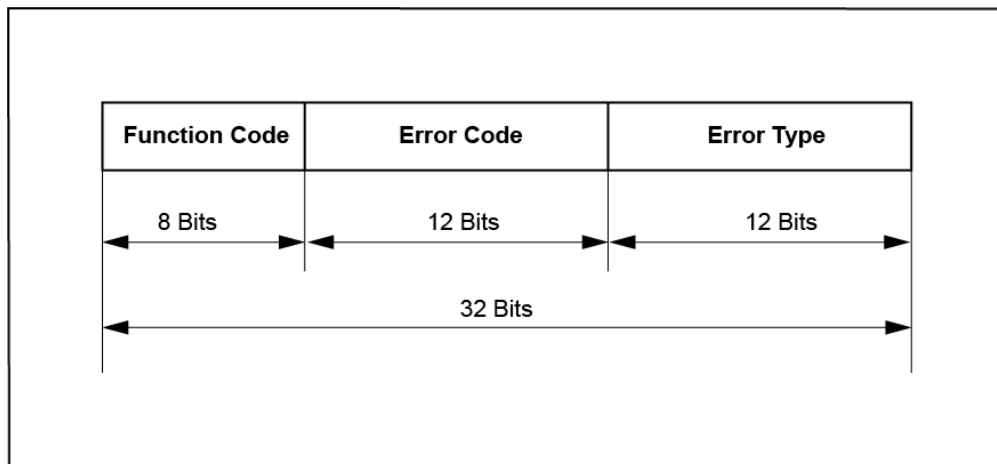 Function Code Error Code Error Type
8 Bits 12 Bits 12 Bits
32 Bits